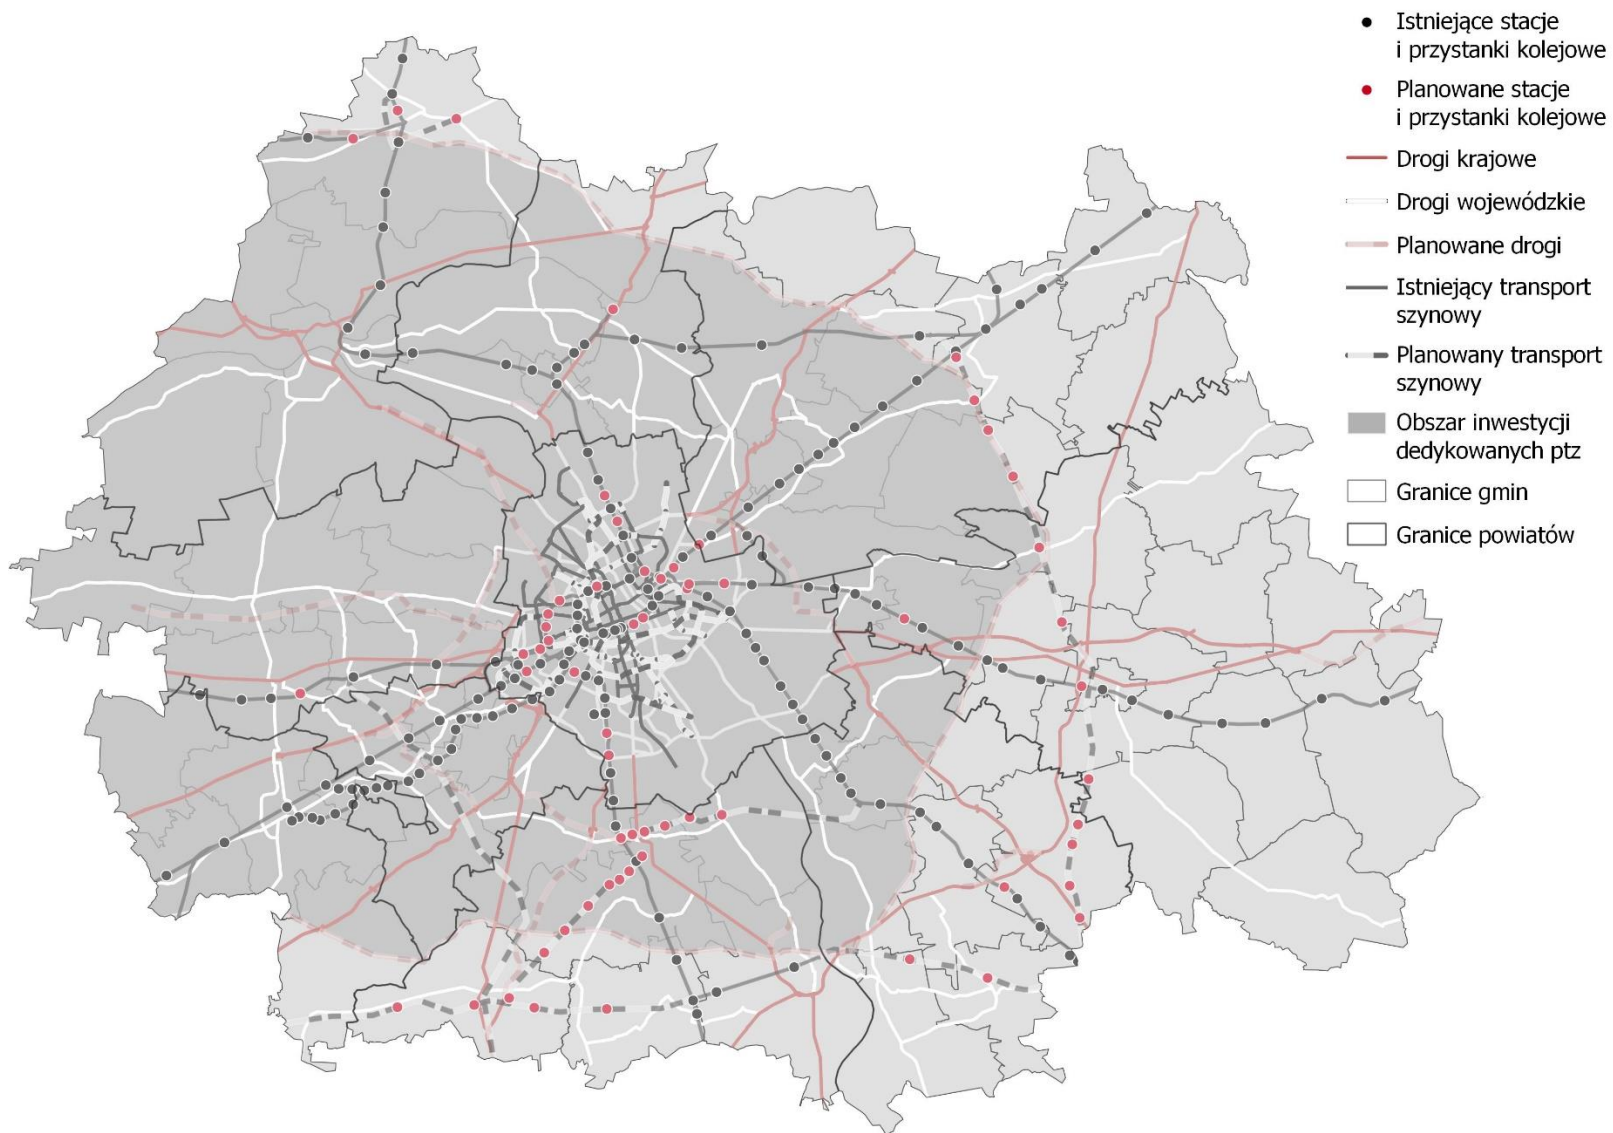 Istniejące stacje
i przystanki kolejowe
Planowane stacje
i przystanki kolejowe
Drogi krajowe
Drogi wojewódzkie
Planowane drogi
Istniejący transport
szynowy
Planowany transport
szynowy
Obszar inwestycji
dedykowanych ptz
Granice gmin
Granice powiatów